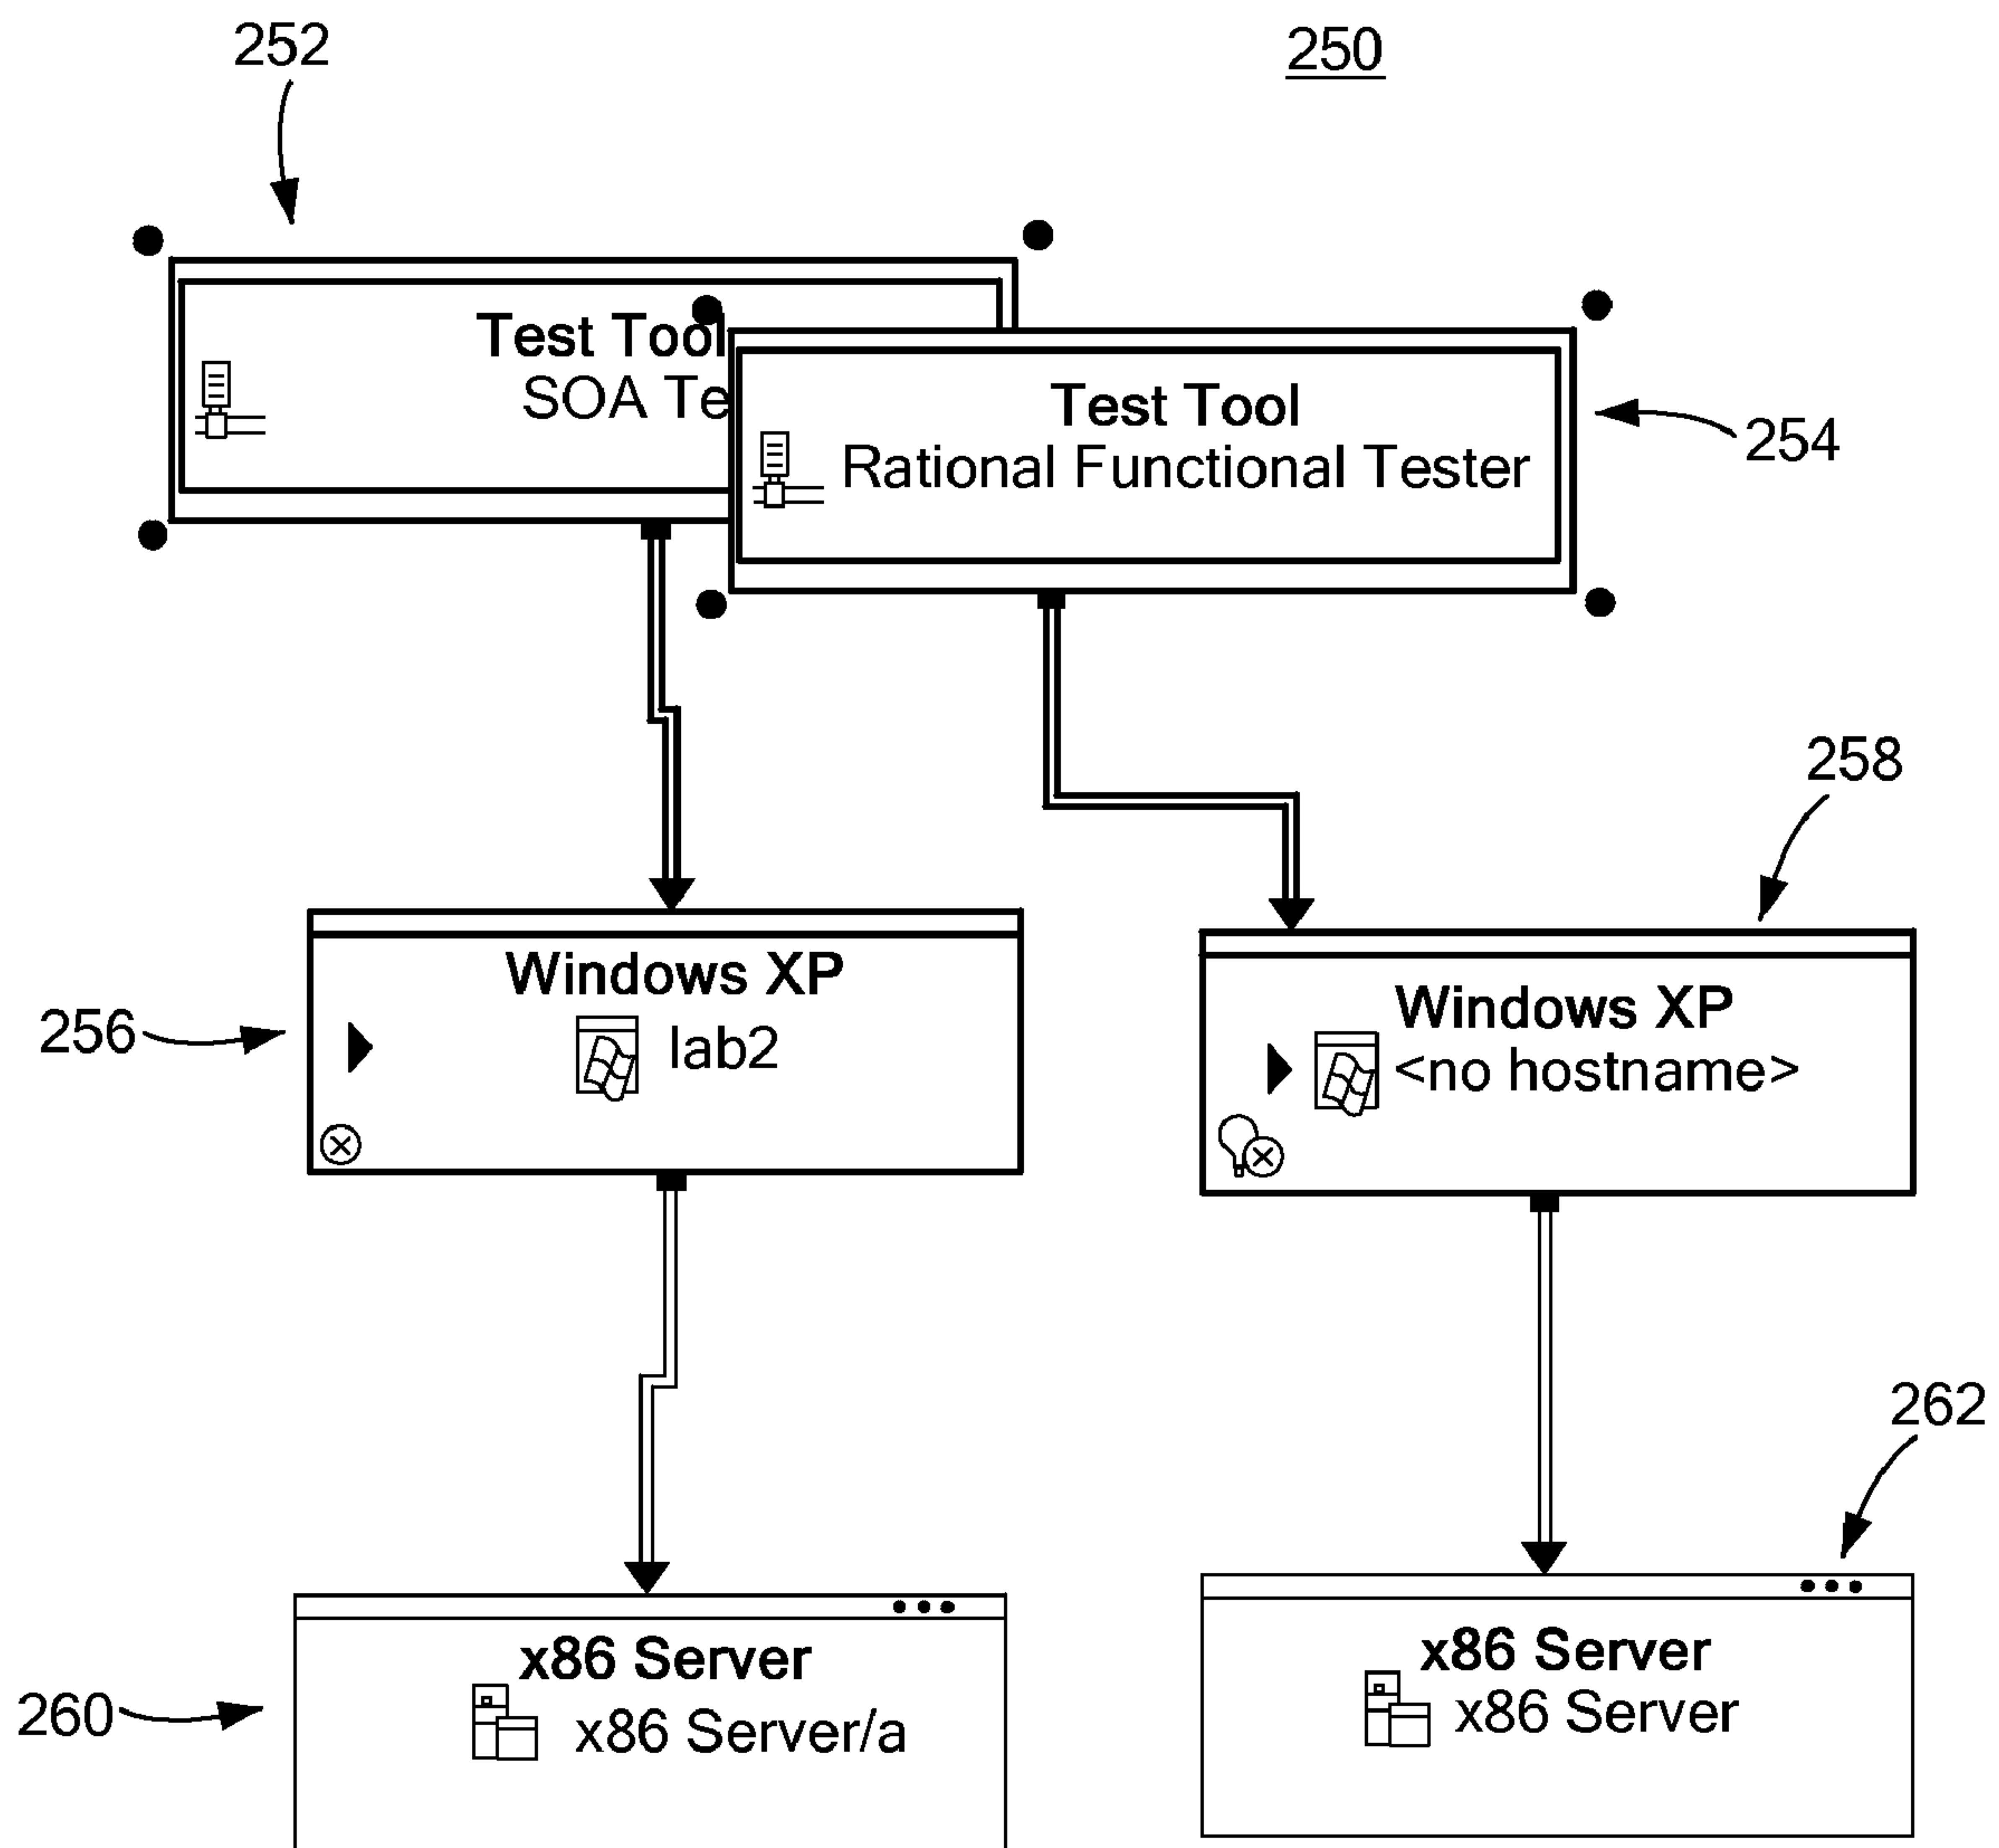 252
250
Test Tool
SOA Te
Test Tool
Rational Functional Tester
254
258
Windows XP
lab2
256
Windows XP
<no hostname>
262
x86 Server
x86 Server/a
260
x86 Server
x86 Server